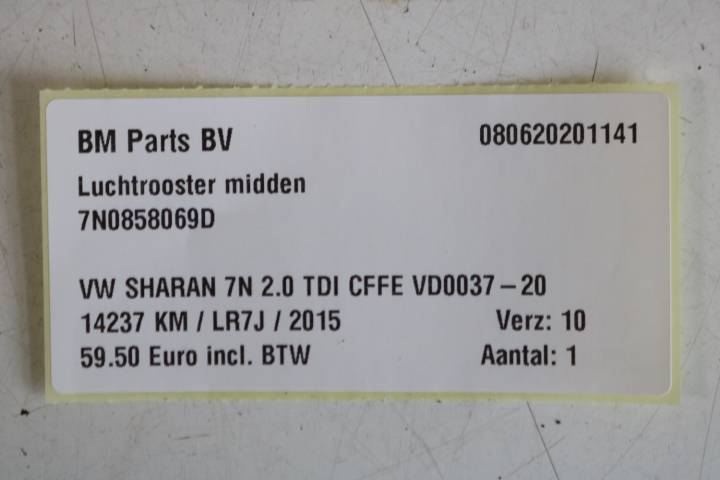 BM Parts BV 080620201141
Luchtrooster midden
7N0858069D
VW SHARAN 7N 2.0 TDI CFFE VD0037-20
14237 KM / LR7J / 2015 Verz: 10
59.50 Euro incl. BTW Aantal: 1